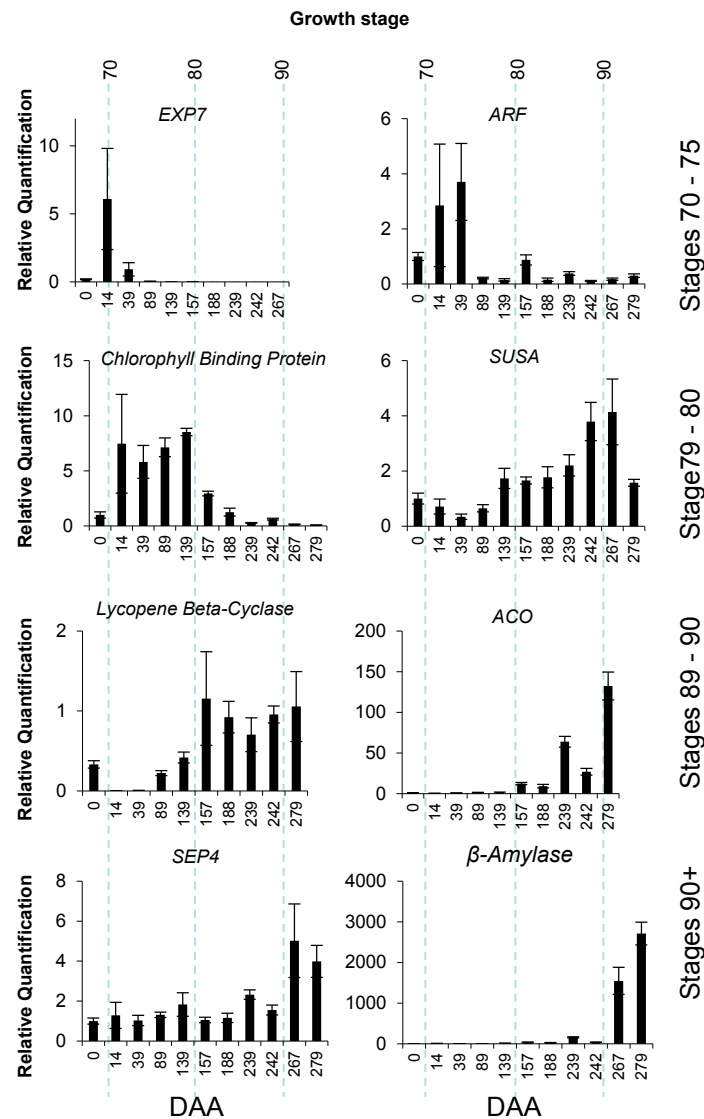 Growth stage
70 80 90 70 80 90
EXP7
Relative Quantification
10
5
0
0 14 39 89 139 157 188 239 242 267
ARF
6
4
2
0
0 14 39 89 139 157 188 239 242 267 279
Stages 70 - 75
Chlorophyll Binding Protein
Relative Quantification
15
10
5
0
0 14 39 89 139 157 188 239 242 267 279
SUSA
6
4
2
0
0 14 39 89 139 157 188 239 242 267 279
Stage79 - 80
Lycopene Beta-Cyclase
Relative Quantification
2
1
0
0 14 39 89 139 157 188 239 242 279
ACO
200
150
100
50
0
0 14 39 89 139 157 188 239 242 279
Stages 89 - 90
SEP4
Relative Quantification
8
6
4
2
0
0 14 39 89 139 157 188 239 242 267 279
DAA
β-Amylase
4000
3000
2000
1000
0
0 14 39 89 139 157 188 239 242 267 279
DAA
Stages 90+